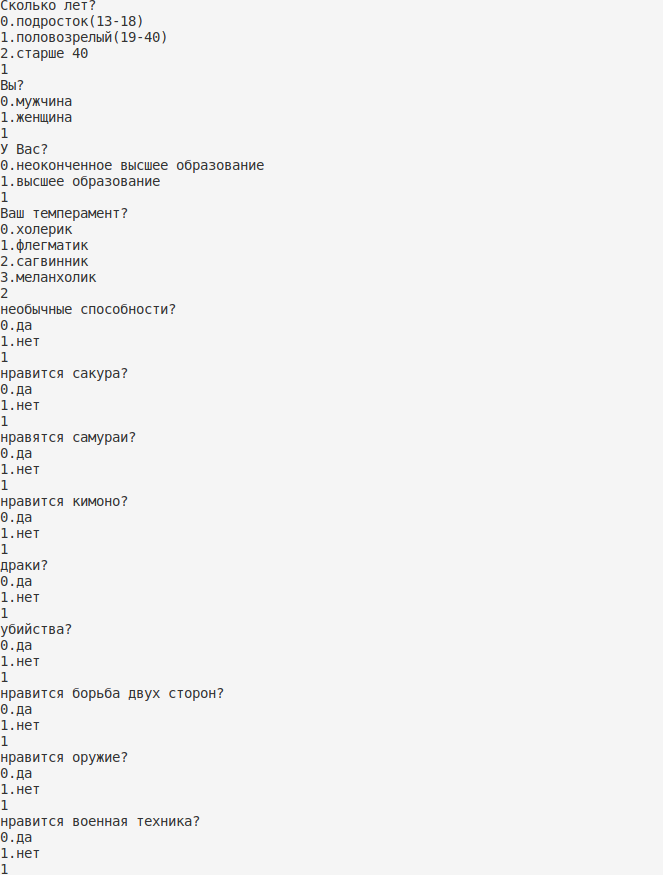 Сколько лет?
0.подросток(13-18)
1.половозрелый(19-40)
2.старше 40
1
Вы?
0.мужчина
1.женщина
1
У Вас?
0.неоконченное высшее образование
1.высшее образование
1
Ваш темперамент?
0.холерик
1.флегматик
2.сагвинник
3.меланхолик
2
необычные способности?
0.да
1.нет
1
нравится сакура?
0.да
1.нет
1
нравятся самураи?
0.да
1.нет
1
нравится кимоно?
0.да
1.нет
1
драки?
0.да
1.нет
1
убийства?
0.да
1.нет
1
нравится борьба двух сторон?
0.да
1.нет
1
нравится оружие?
0.да
1.нет
1
нравится военная техника?
0.да
1.нет
1